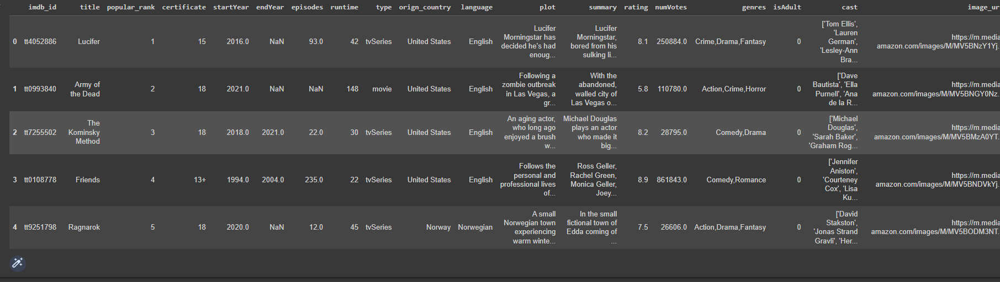 imdb_id title popular_rank certificate startYear endYear episodes runtime type orign_country language plot summary rating numVotes genres isAdult cast image_ur
0 tt4052886 Lucifer 1 15 2016.0 NaN 93.0 42 tvSeries United States English Lucifer Morningstar has decided he's had enoug... Lucifer Morningstar, bored from his sulking li... 8.1 250884.0 Crime,Drama,Fantasy 0 ['Tom Ellis', 'Lauren German', 'Lesley-Ann Bra... https://m.media amazon.com/images/M/MV5BNzY1Yj.
1 tt0993840 Army of the Dead 2 18 2021.0 NaN NaN 148 movie United States English Following a zombie outbreak in Las Vegas, a gr... With the abandoned, walled city of Las Vegas o... 5.8 110780.0 Action,Crime,Horror 0 ['Dave Bautista', 'Ella Purnell', 'Ana de la R... https://m.media amazon.com/images/M/MV5BNGY0Nz.
2 tt7255502 The Kominsky Method 3 18 2018.0 2021.0 22.0 30 tvSeries United States English An aging actor, who long ago enjoyed a brush w... Michael Douglas plays an actor who made it big... 8.2 28795.0 Comedy,Drama 0 ['Michael Douglas', 'Sarah Baker', 'Graham Rog... https://m.media amazon.com/images/M/MV5BMzA0YT.
3 tt0108778 Friends 4 13+ 1994.0 2004.0 235.0 22 tvSeries United States English Follows the personal and professional lives of... Ross Geller, Rachel Green, Monica Geller, Joey... 8.9 861843.0 Comedy,Romance 0 ['Jennifer Aniston', 'Courteney Cox', 'Lisa Ku... https://m.media amazon.com/images/M/MV5BNDVkYj.
4 tt9251798 Ragnarok 5 18 2020.0 NaN 12.0 45 tvSeries Norway Norwegian A small Norwegian town experiencing warm winte... In the small fictional town of Edda coming of ... 7.5 26606.0 Action,Drama,Fantasy 0 ['David Stakston', 'Jonas Strand Gravli', 'Her... https://m.media amazon.com/images/M/MV5BODM3NT.